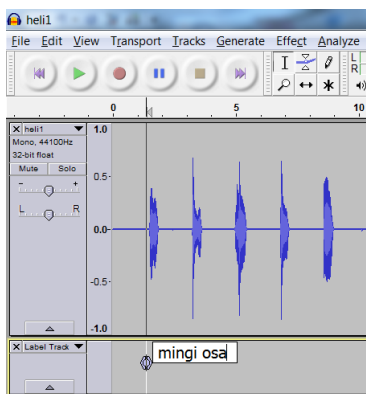 heli1
File Edit View Transport Tracks Generate Effect Analyze
L
R
0 5 10
X heli1 ▼ 1.0
Mono, 44100Hz
32-bit float
Mute Solo
0.5-
- +
L R
0.0-
-0.5-
-1.0
X Label Track ▼
mingi osa